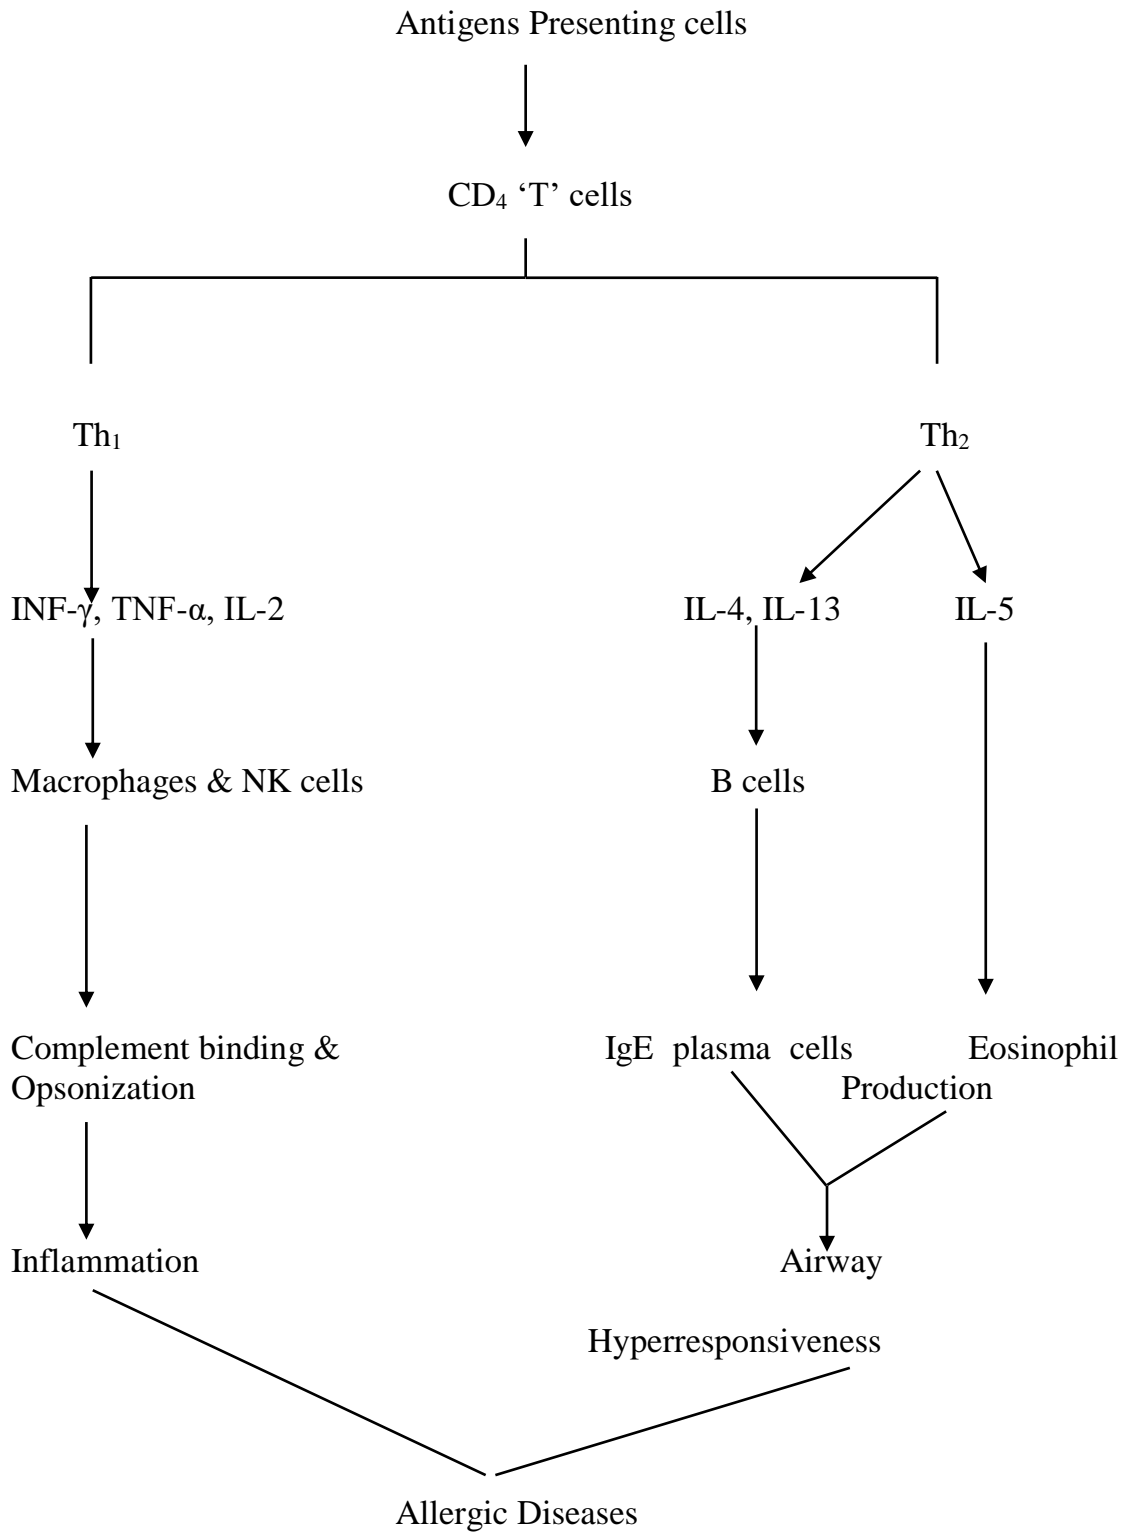 Antigens Presenting cells
CD₄ ‘T’ cells
Th₁ Th₂
INF-γ, TNF-α, IL-2 IL-4, IL-13 IL-5
Macrophages & NK cells B cells
Complement binding & IgE plasma cells Eosinophil
Opsonization Production
Inflammation Airway
Hyperresponsiveness
Allergic Diseases